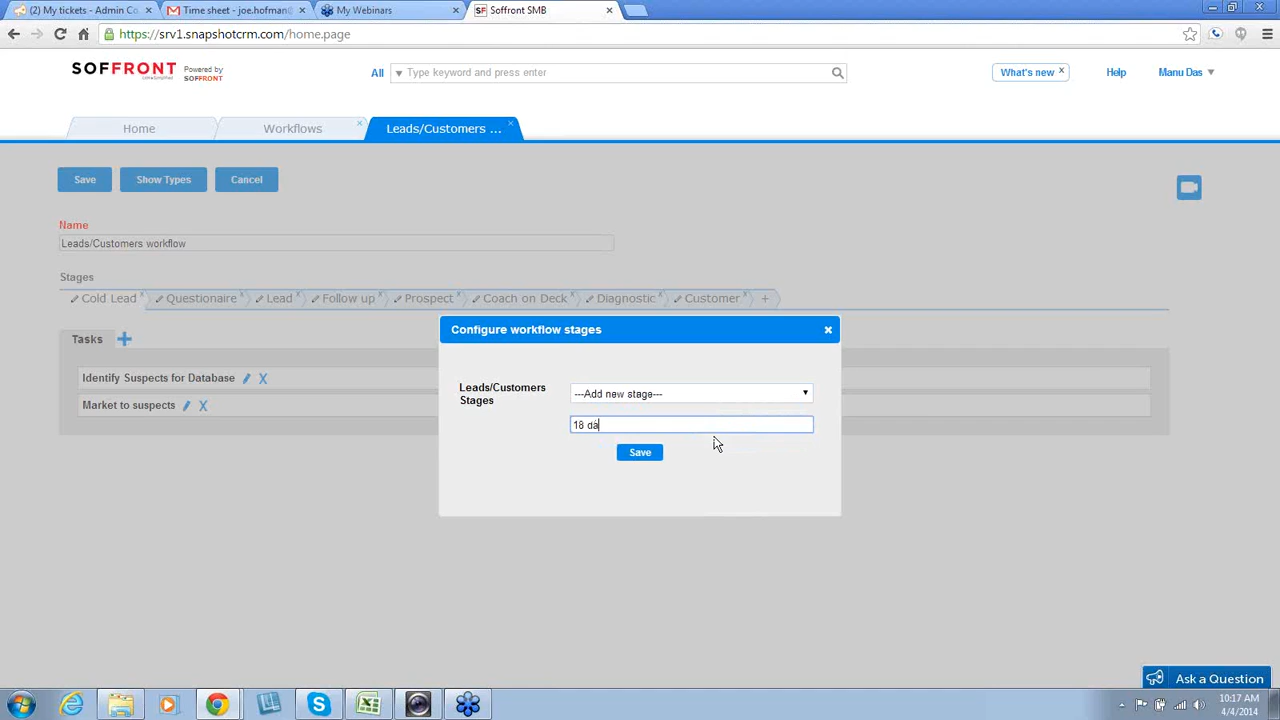 (2) My tickets - Admin Co
Time sheet - joe.hofman@
My Webinars
Soffront SMB
https://srv1.snapshotcrm.com/home.page
SOFFRONT
Powered by
SOFFRONT
All
Type keyword and press enter
What's new x
Help
Manu Das
Home
Workflows
Leads/Customers ...
Save
Show Types
Cancel
Name
Leads/Customers workflow
Stages
Cold Lead
Questionaire
Lead
Follow up
Prospect
Coach on Deck
Diagnostic
Customer
+
Configure workflow stages
Tasks
Identify Suspects for Database
Market to suspects
Leads/Customers
Stages
---Add new stage---
18 da
Save
Ask a Question
10:17 AM
4/4/2014